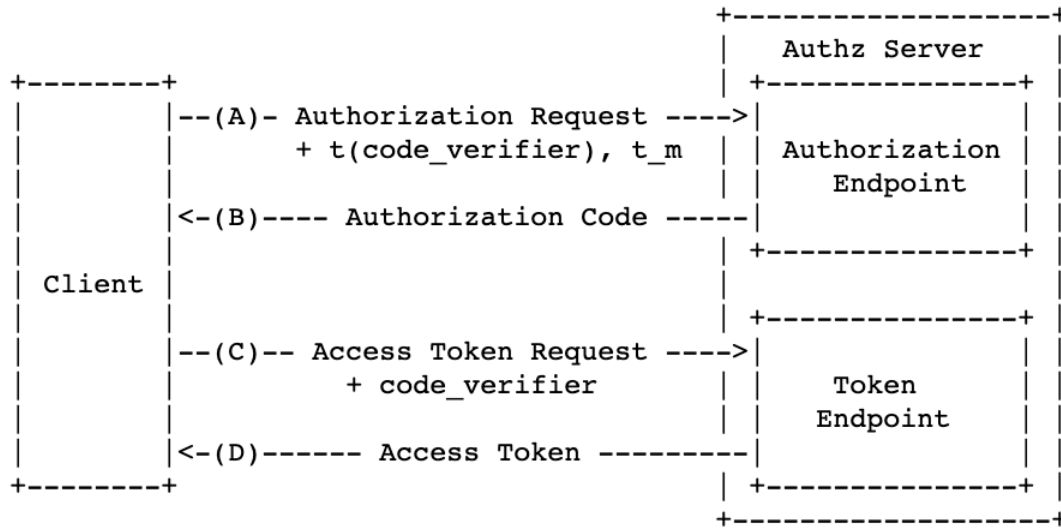 Authz Server
--(A)- Authorization Request ---->
+ t(code_verifier), t_m
Authorization
Endpoint
<-(B)---- Authorization Code -----
Client
--(C)-- Access Token Request ---->
+ code_verifier
Token
Endpoint
<-(D)------ Access Token ---------